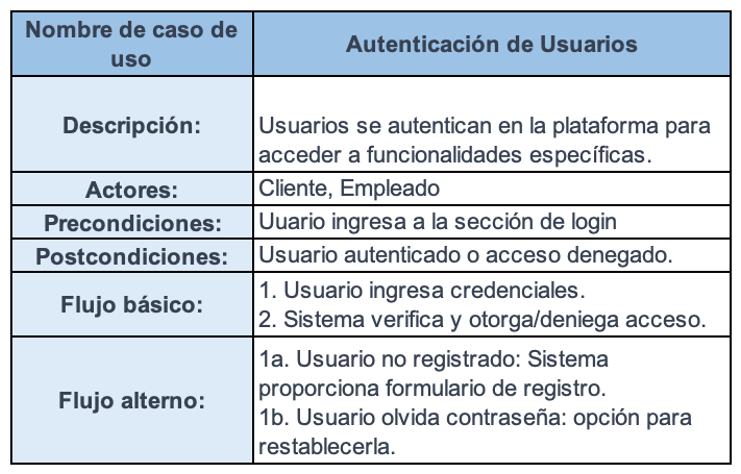 Nombre de caso de
uso
Autenticación de Usuarios
Descripción:
Usuarios se autentican en la plataforma para
acceder a funcionalidades específicas.
Actores:
Cliente, Empleado
Precondiciones:
Uuario ingresa a la sección de login
Postcondiciones:
Usuario autenticado o acceso denegado.
Flujo básico:
1. Usuario ingresa credenciales.
2. Sistema verifica y otorga/deniega acceso.
Flujo alterno:
1a. Usuario no registrado: Sistema
proporciona formulario de registro.
1b. Usuario olvida contraseña: opción para
restablecerla.